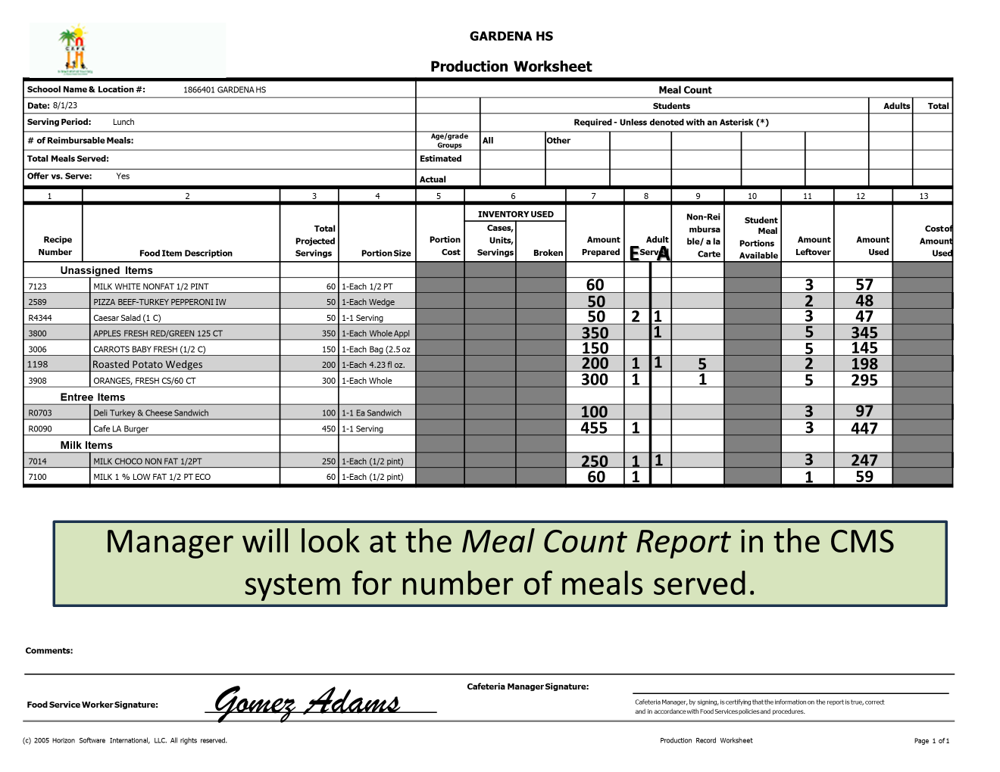 CAFE
GARDENA HS
Production Worksheet
Schoool Name & Location #: 1866401 GARDENA HS Meal Count
Date: 8/1/23 Students Adults Total
Serving Period: Lunch Required - Unless denoted with an Asterisk (*)
# of Reimbursable Meals: Age/grade Groups All Other
Total Meals Served: Estimated
Offer vs. Serve: Yes Actual
1 2 3 4 5 6 7 8 9 10 11 12 13
Recipe Number Food Item Description Total Projected Servings Portion Size Portion Cost INVENTORY USED Cases, Units, Servings Broken Amount Prepared Adult Served E A Non-Rei mbursa ble/ a la Carte Student Meal Portions Available Amount Leftover Amount Used Cost of Amount Used
Unassigned Items
7123 MILK WHITE NONFAT 1/2 PINT 60 1-Each 1/2 PT 60 3 57
2589 PIZZA BEEF-TURKEY PEPPERONI IW 50 1-Each Wedge 50 2 48
R4344 Caesar Salad (1 C) 50 1-1 Serving 50 2 1 3 47
3800 APPLES FRESH RED/GREEN 125 CT 350 1-Each Whole Appl 350 1 5 345
3006 CARROTS BABY FRESH (1/2 C) 150 1-Each Bag (2.5 oz 150 5 145
1198 Roasted Potato Wedges 200 1-Each 4.23 fl oz. 200 1 1 5 2 198
3908 ORANGES, FRESH CS/60 CT 300 1-Each Whole 300 1 1 5 295
Entree Items
R0703 Deli Turkey & Cheese Sandwich 100 1-1 Ea Sandwich 100 3 97
R0090 Cafe LA Burger 450 1-1 Serving 455 1 3 447
Milk Items
7014 MILK CHOCO NON FAT 1/2PT 250 1-Each (1/2 pint) 250 1 1 3 247
7100 MILK 1 % LOW FAT 1/2 PT ECO 60 1-Each (1/2 pint) 60 1 1 59
Manager will look at the Meal Count Report in the CMS
system for number of meals served.
Comments:
Cafeteria Manager Signature:
Food Service Worker Signature: Gomez Adams
Cafeteria Manager, by signing, is certifying that the information on the report is true, correct
and in accordance with Food Services policies and procedures.
(c) 2005 Horizon Software International, LLC. All rights reserved. Production Record Worksheet Page 1 of 1